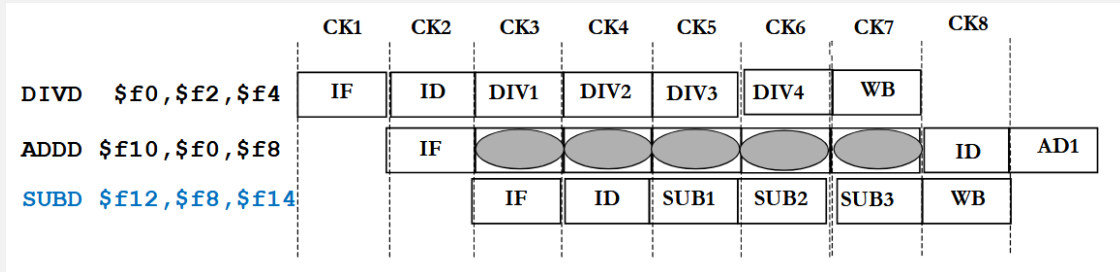 CK1 CK2 CK3 CK4 CK5 CK6 CK7 CK8
DIVD $f0,$f2,$f4 IF ID DIV1 DIV2 DIV3 DIV4 WB
ADDD $f10,$f0,$f8 IF ID AD1
SUBD $f12,$f8,$f14 IF ID SUB1 SUB2 SUB3 WB